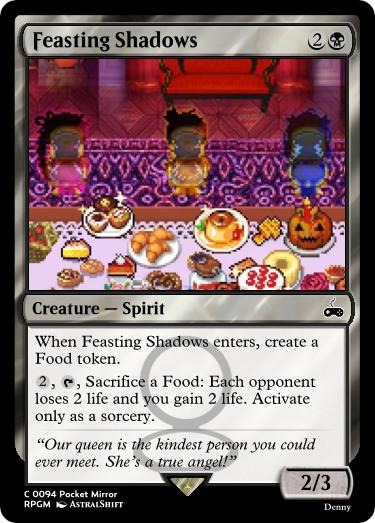 Feasting Shadows 2
Creature — Spirit
When Feasting Shadows enters, create a
Food token.
2, , Sacrifice a Food: Each opponent
loses 2 life and you gain 2 life. Activate
only as a sorcery.
“Our queen is the kindest person you could
ever meet. She’s a true angel!”
2/3
C 0094 Pocket Mirror
RPGM AstralShift
Denny